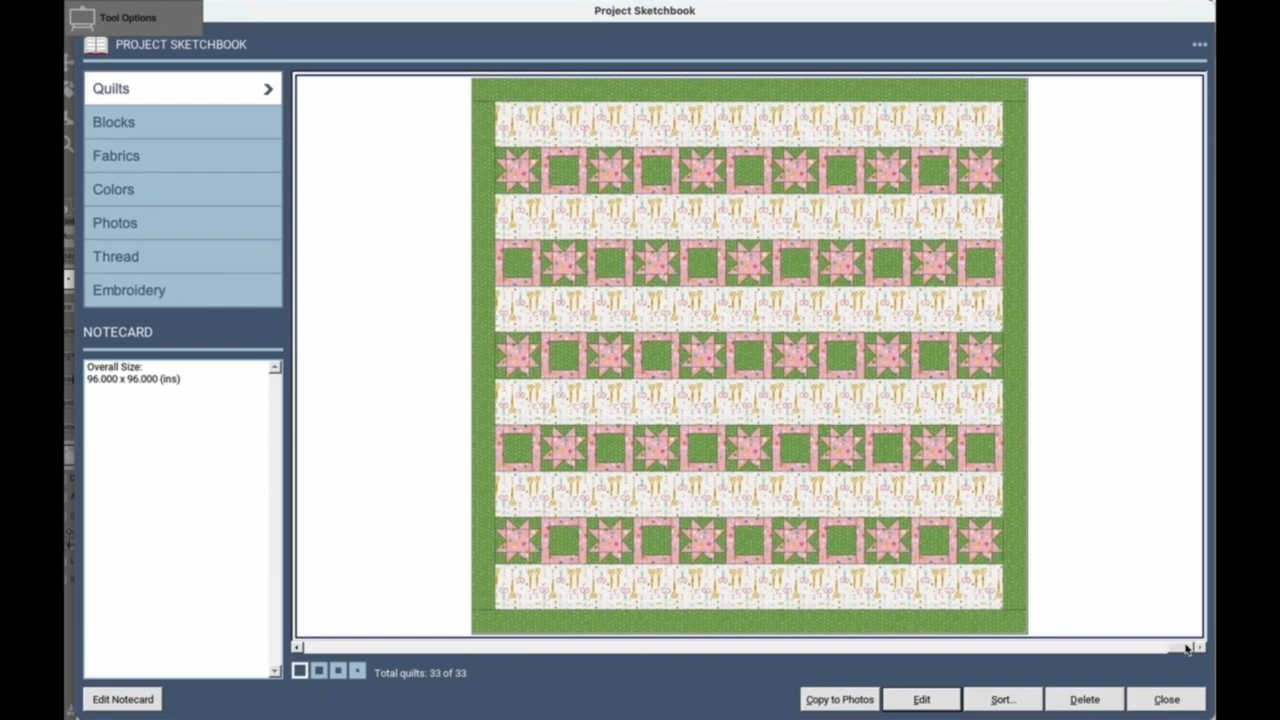 Project Sketchbook
Tool Options
PROJECT SKETCHBOOK
Quilts
Blocks
Fabrics
Colors
Photos
Thread
Embroidery
NOTECARD
Overall Size:
96.000 x 96.000 (ins)
Total quilts: 33 of 33
Edit Notecard
Copy to Photos
Edit
Sort...
Delete
Close